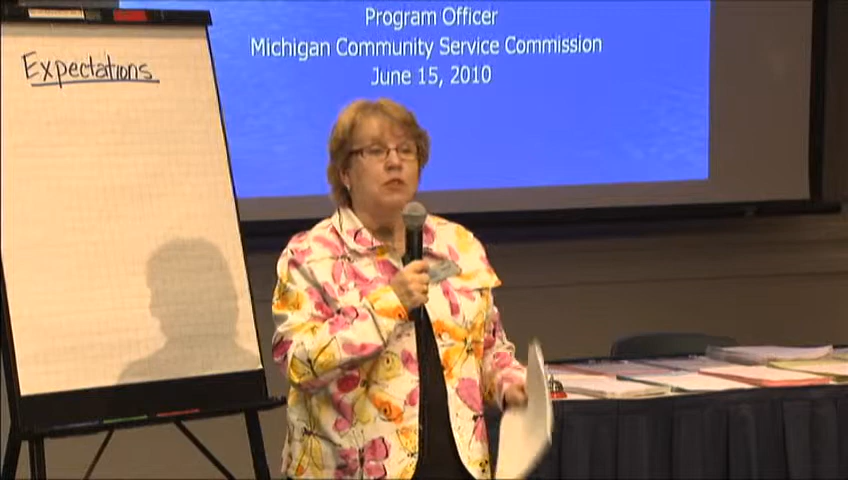 Program Officer
Michigan Community Service Commission
June 15, 2010
Expectations